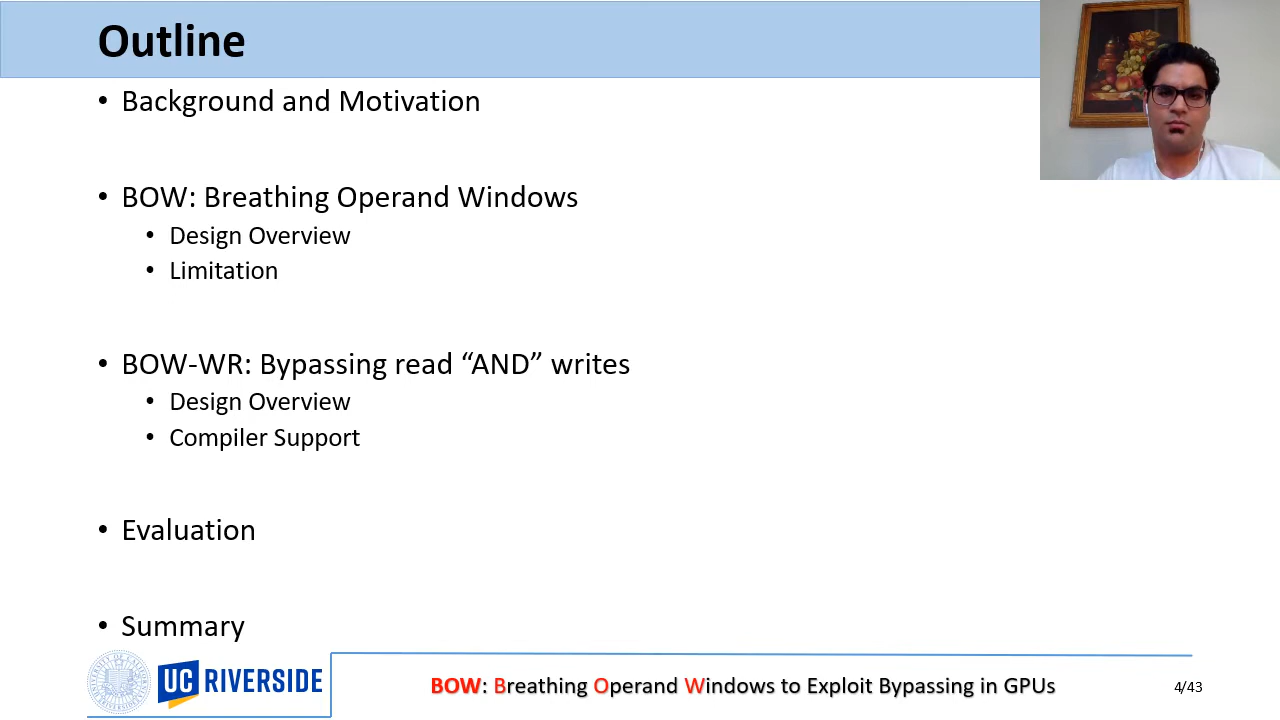 Outline
• Background and Motivation
• BOW: Breathing Operand Windows
• Design Overview
• Limitation
• BOW-WR: Bypassing read “AND” writes
• Design Overview
• Compiler Support
• Evaluation
• Summary
UC RIVERSIDE
BOW: Breathing Operand Windows to Exploit Bypassing in GPUs
4/43